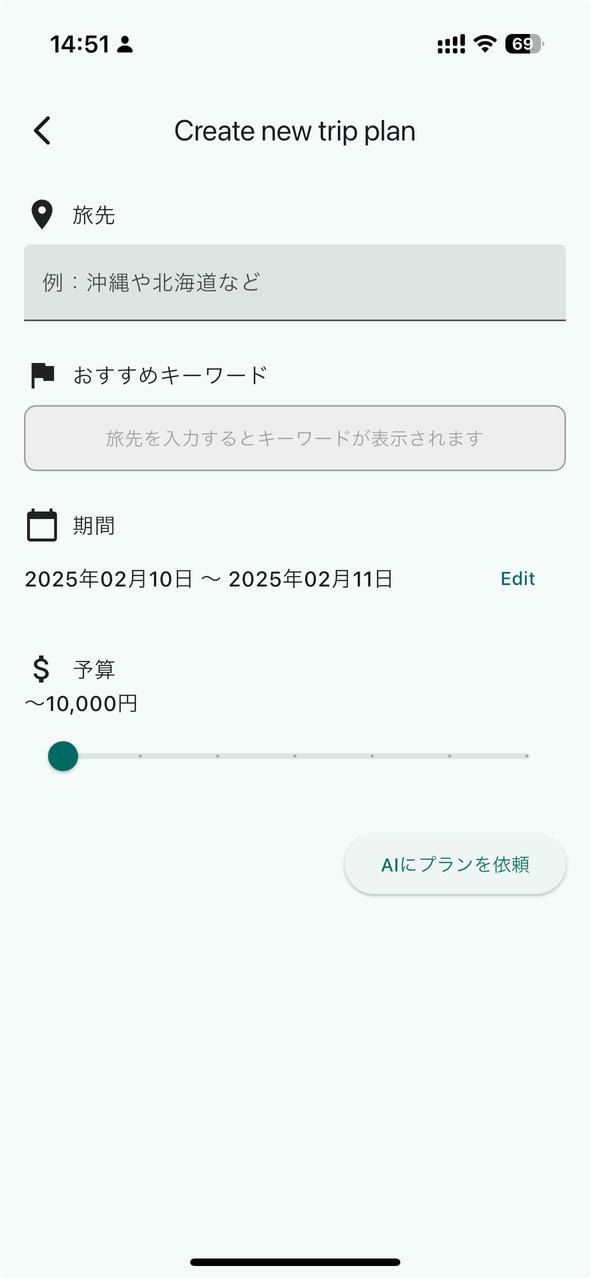 14:51
69
Create new trip plan
旅先
例：沖縄や北海道など
おすすめキーワード
旅先を入力するとキーワードが表示されます
期間
2025年02月10日 〜 2025年02月11日
Edit
予算
〜10,000円
AIにプランを依頼